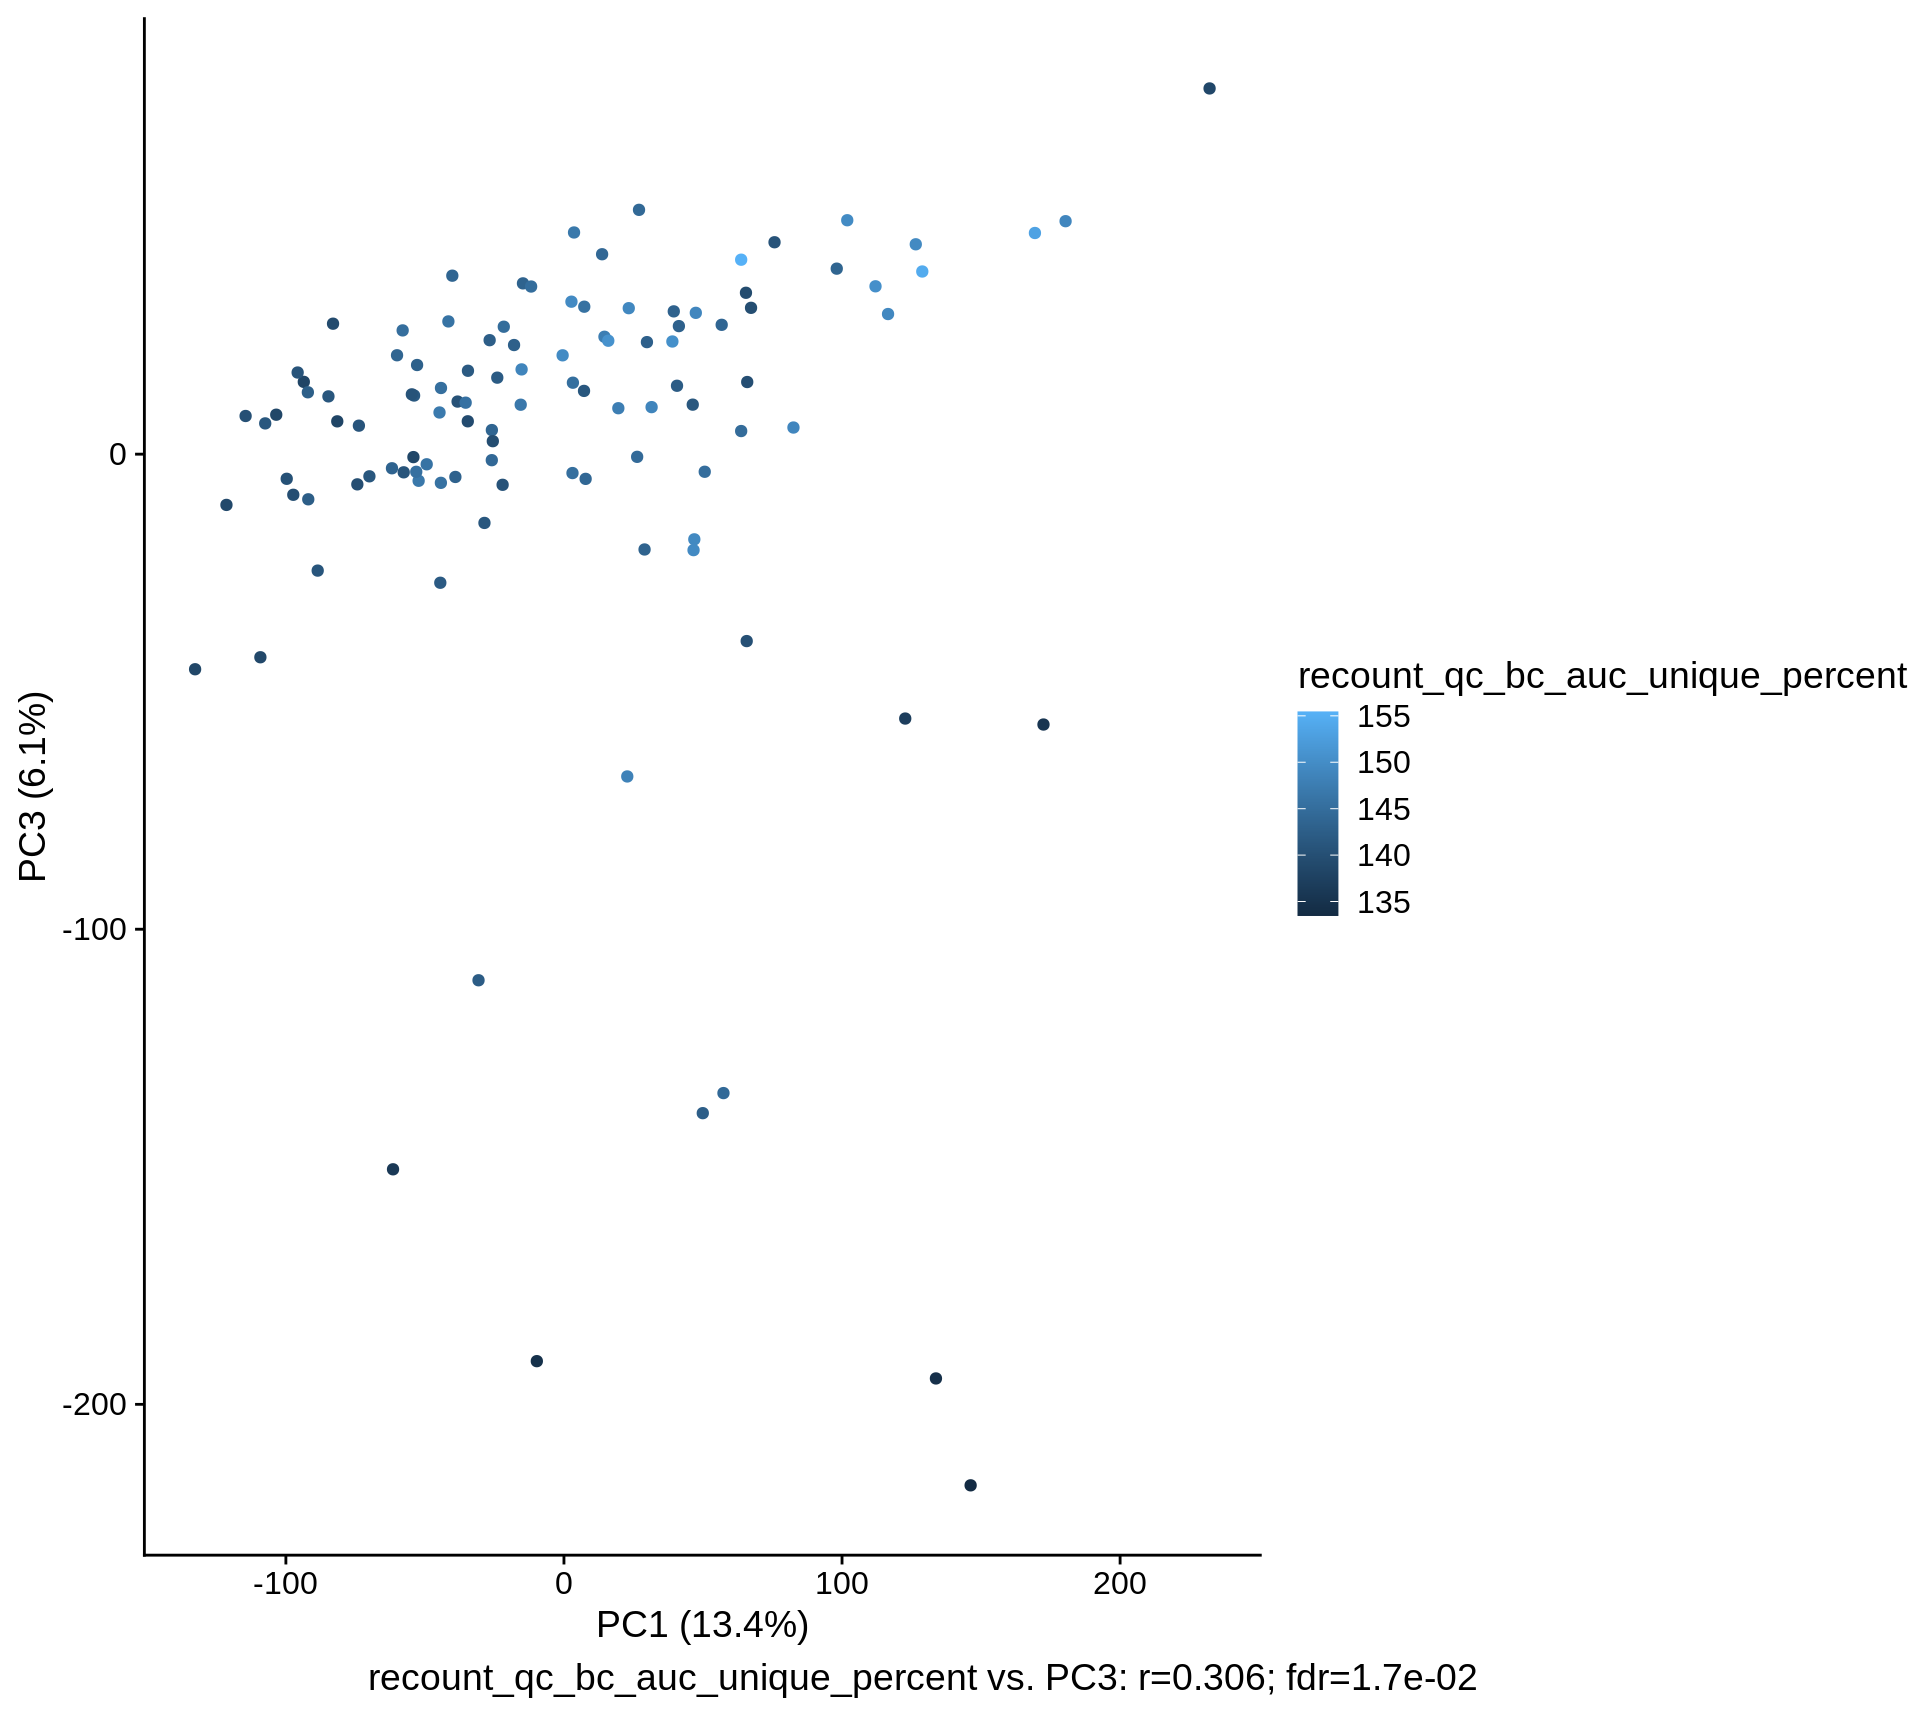 0
-100
-200
PC3 (6.1%)
-100 0 100 200
PC1 (13.4%)
recount_qc_bc_auc_unique_percent
155
150
145
140
135
recount_qc_bc_auc_unique_percent vs. PC3: r=0.306; fdr=1.7e-02